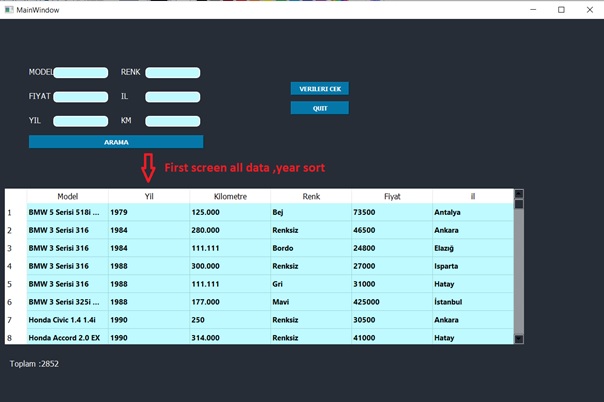 MainWindow
MODEL RENK
VERILERI CEK
FIYAT IL
QUIT
YIL KM
ARAMA
First screen all data ,year sort
Model Yil Kilometre Renk Fiyat il
1 BMW 5 Serisi 518i ... 1979 125.000 Bej 73500 Antalya
2 BMW 3 Serisi 316 1984 280.000 Renksiz 46500 Ankara
3 BMW 3 Serisi 316 1984 111.111 Bordo 24800 Elazığ
4 BMW 3 Serisi 316 1988 300.000 Renksiz 27000 Isparta
5 BMW 3 Serisi 316 1988 111.111 Gri 31000 Hatay
6 BMW 3 Serisi 325i ... 1988 177.000 Mavi 425000 İstanbul
7 Honda Civic 1.4 1.4i 1990 250 Renksiz 30500 Ankara
8 Honda Accord 2.0 EX 1990 314.000 Renksiz 41000 Hatay
Toplam :2852